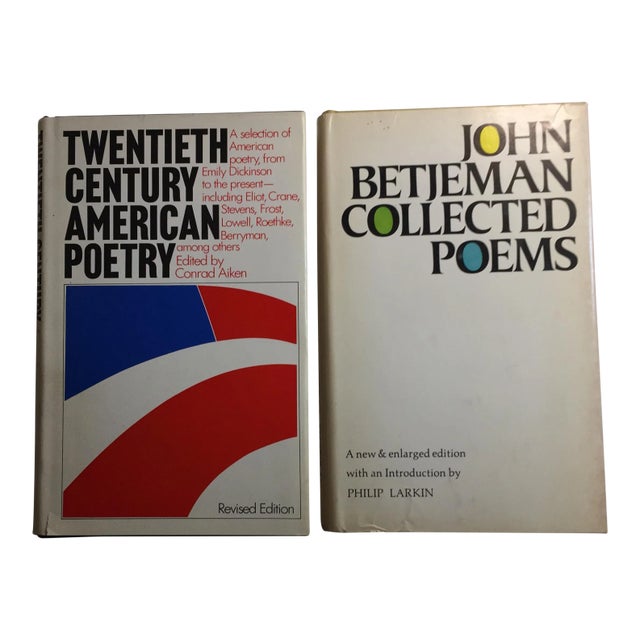 TWENTIETH
CENTURY
AMERICAN
POETRY
A selection of
American
poetry, from
Emily Dickinson
to the present—
including Eliot, Crane,
Stevens, Frost,
Lowell, Roethke,
Berryman,
among others
Edited by
Conrad Aiken
Revised Edition
JOHN
BETJEMAN
COLLECTED
POEMS
A new & enlarged edition
with an Introduction by
PHILIP LARKIN